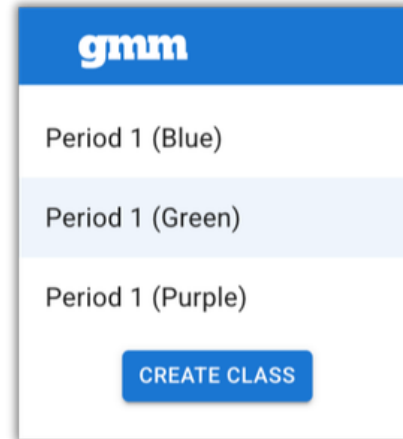 gmm
Period 1 (Blue)
Period 1 (Green)
Period 1 (Purple)
CREATE CLASS